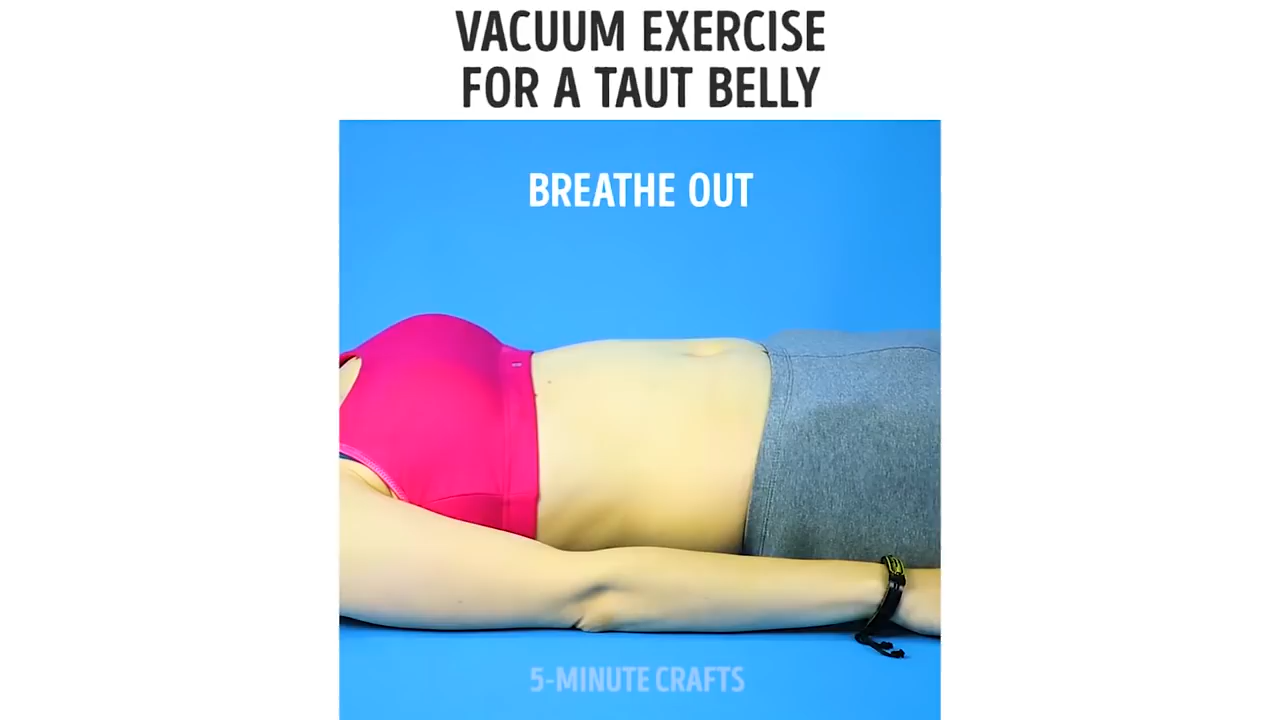 VACUUM EXERCISE
FOR A TAUT BELLY
BREATHE OUT
5-MINUTE CRAFTS